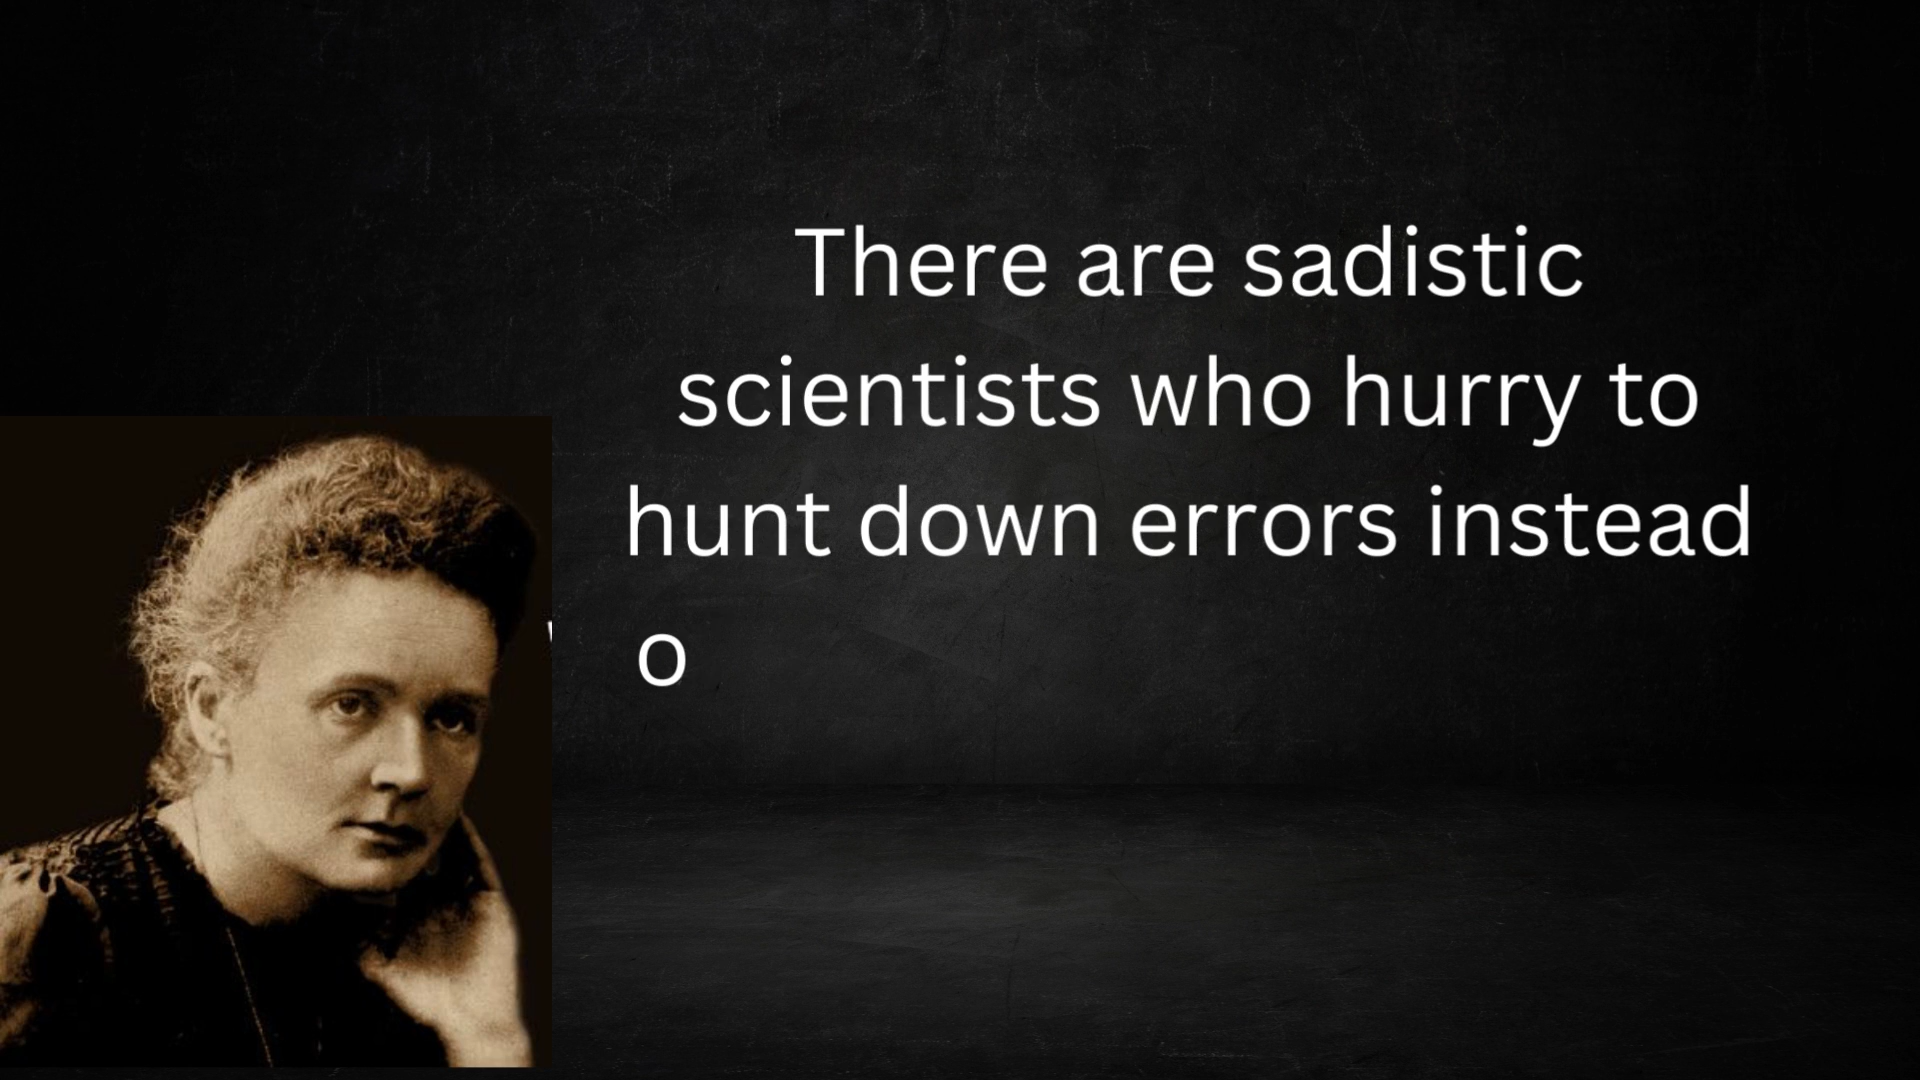 There are sadistic
scientists who hurry to
hunt down errors instead
o